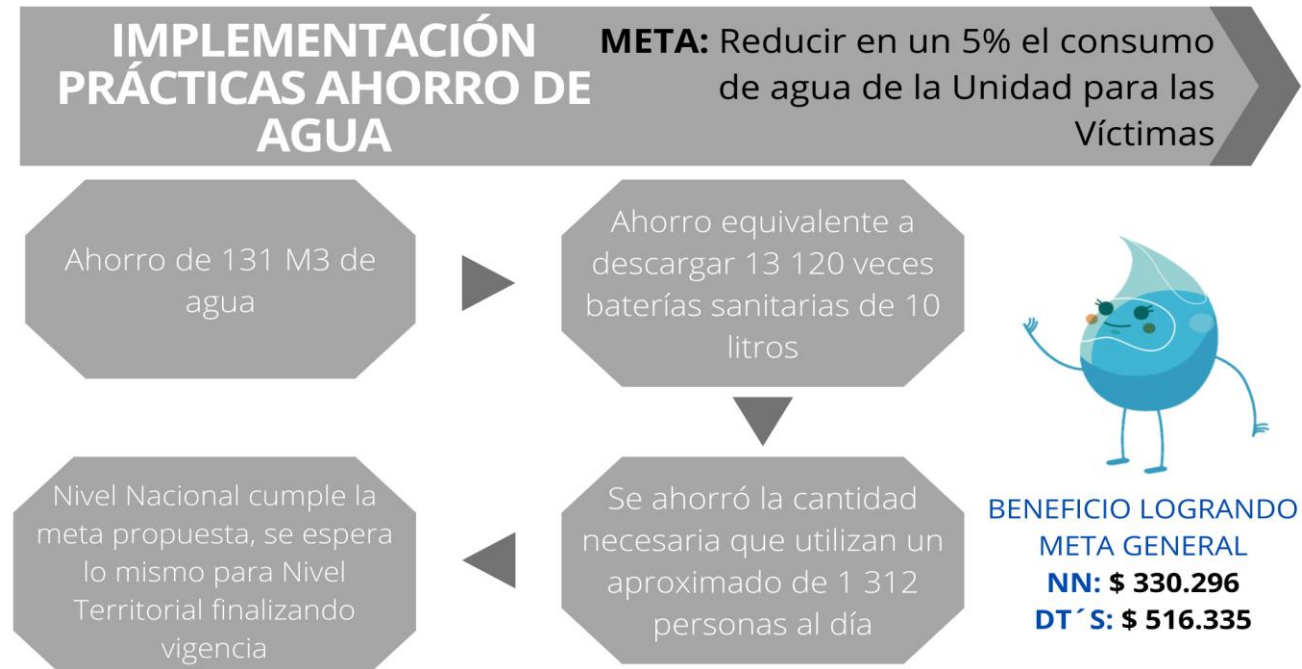 IMPLEMENTACIÓN
PRÁCTICAS AHORRO DE
AGUA
META: Reducir en un 5% el consumo
de agua de la Unidad para las
Víctimas
Ahorro de 131 M3 de
agua
Ahorro equivalente a
descargar 13 120 veces
baterías sanitarias de 10
litros
Se ahorró la cantidad
necesaria que utilizan un
aproximado de 1 312
personas al día
Nivel Nacional cumple la
meta propuesta, se espera
lo mismo para Nivel
Territorial finalizando
vigencia
BENEFICIO LOGRANDO
META GENERAL
NN: $ 330.296
DT´S: $ 516.335